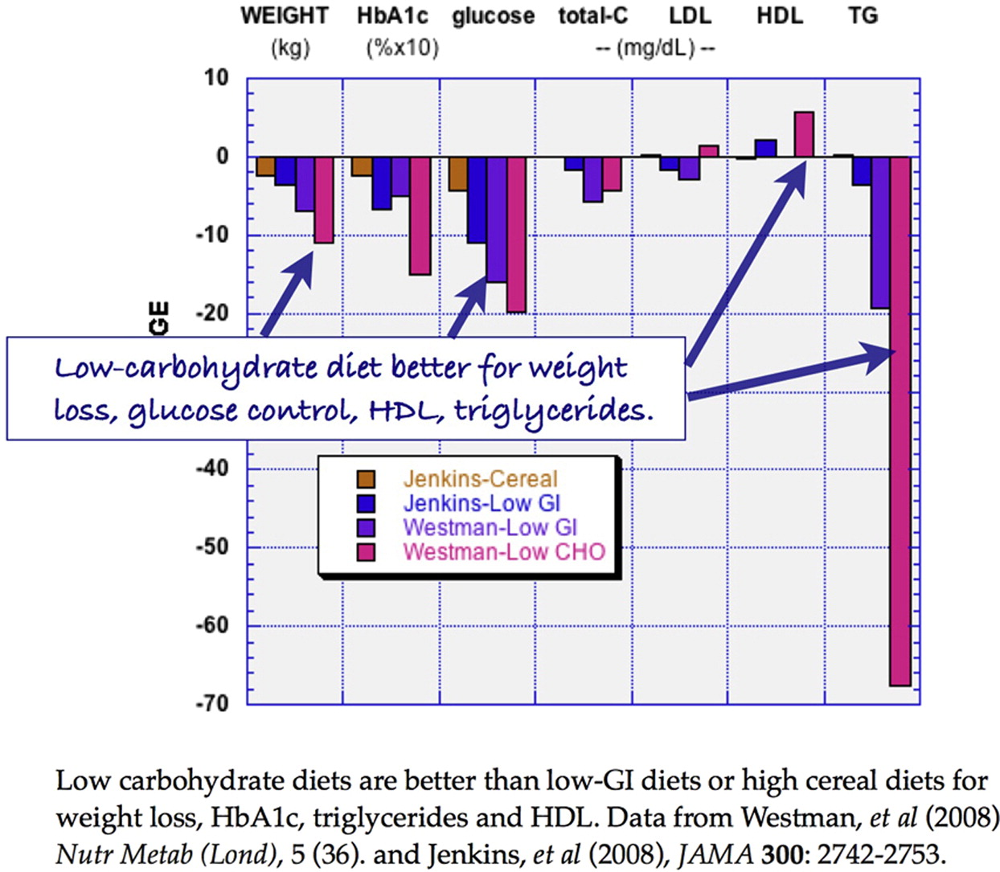 WEIGHT HbA1c glucose total-C LDL HDL TG
(kg) (%x10) -- (mg/dL) --
10
0
-10
-20
GE
Low-carbohydrate diet better for weight
loss, glucose control, HDL, triglycerides.
-40
Jenkins-Cereal
Jenkins-Low GI
Westman-Low GI
Westman-Low CHO
-50
-60
-70
Low carbohydrate diets are better than low-GI diets or high cereal diets for
weight loss, HbA1c, triglycerides and HDL. Data from Westman, et al (2008)
Nutr Metab (Lond), 5 (36). and Jenkins, et al (2008), JAMA 300: 2742-2753.